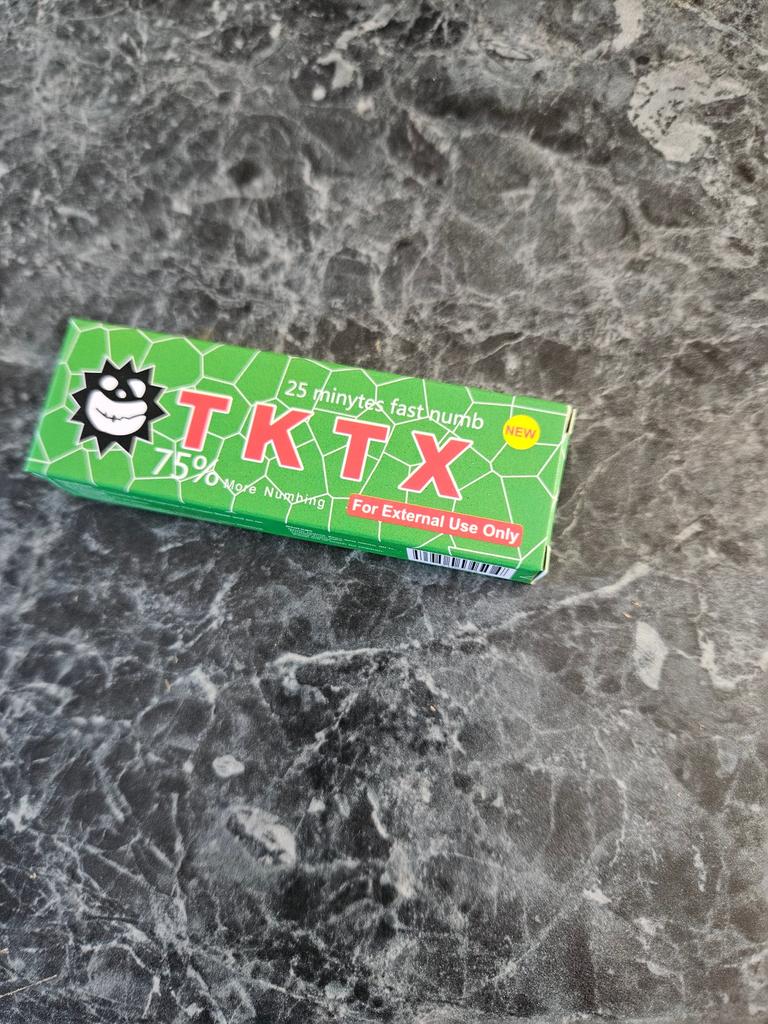 25 minytes fast numb
NEW
TKTX
75% More Numbing
For External Use Only